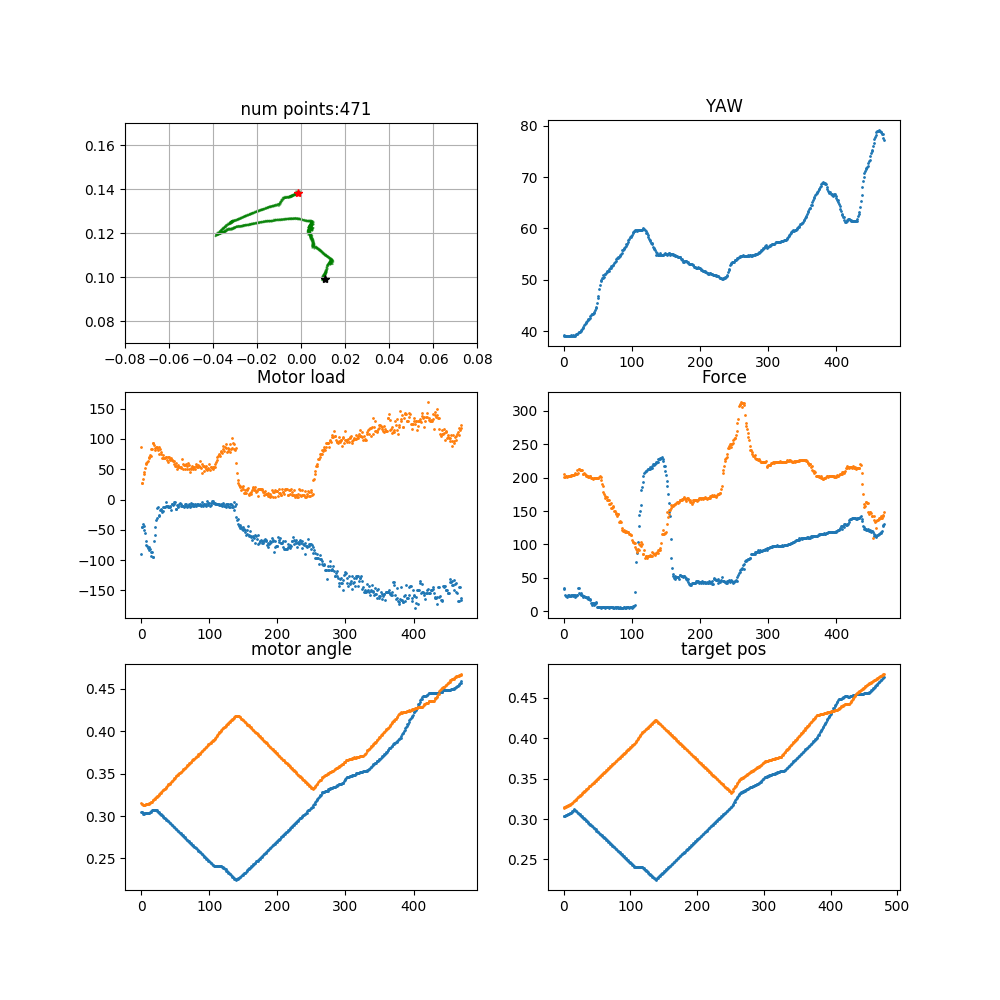 num points:471
0.16
0.14
0.12
0.10
0.08
−0.08 −0.06 −0.04 −0.02 0.00 0.02 0.04 0.06 0.08
YAW
80
70
60
50
40
0 100 200 300 400
Motor load
150
100
50
0
−50
−100
−150
0 100 200 300 400
Force
300
250
200
150
100
50
0
0 100 200 300 400
motor angle
0.45
0.40
0.35
0.30
0.25
0 100 200 300 400
target pos
0.45
0.40
0.35
0.30
0.25
0 100 200 300 400 500